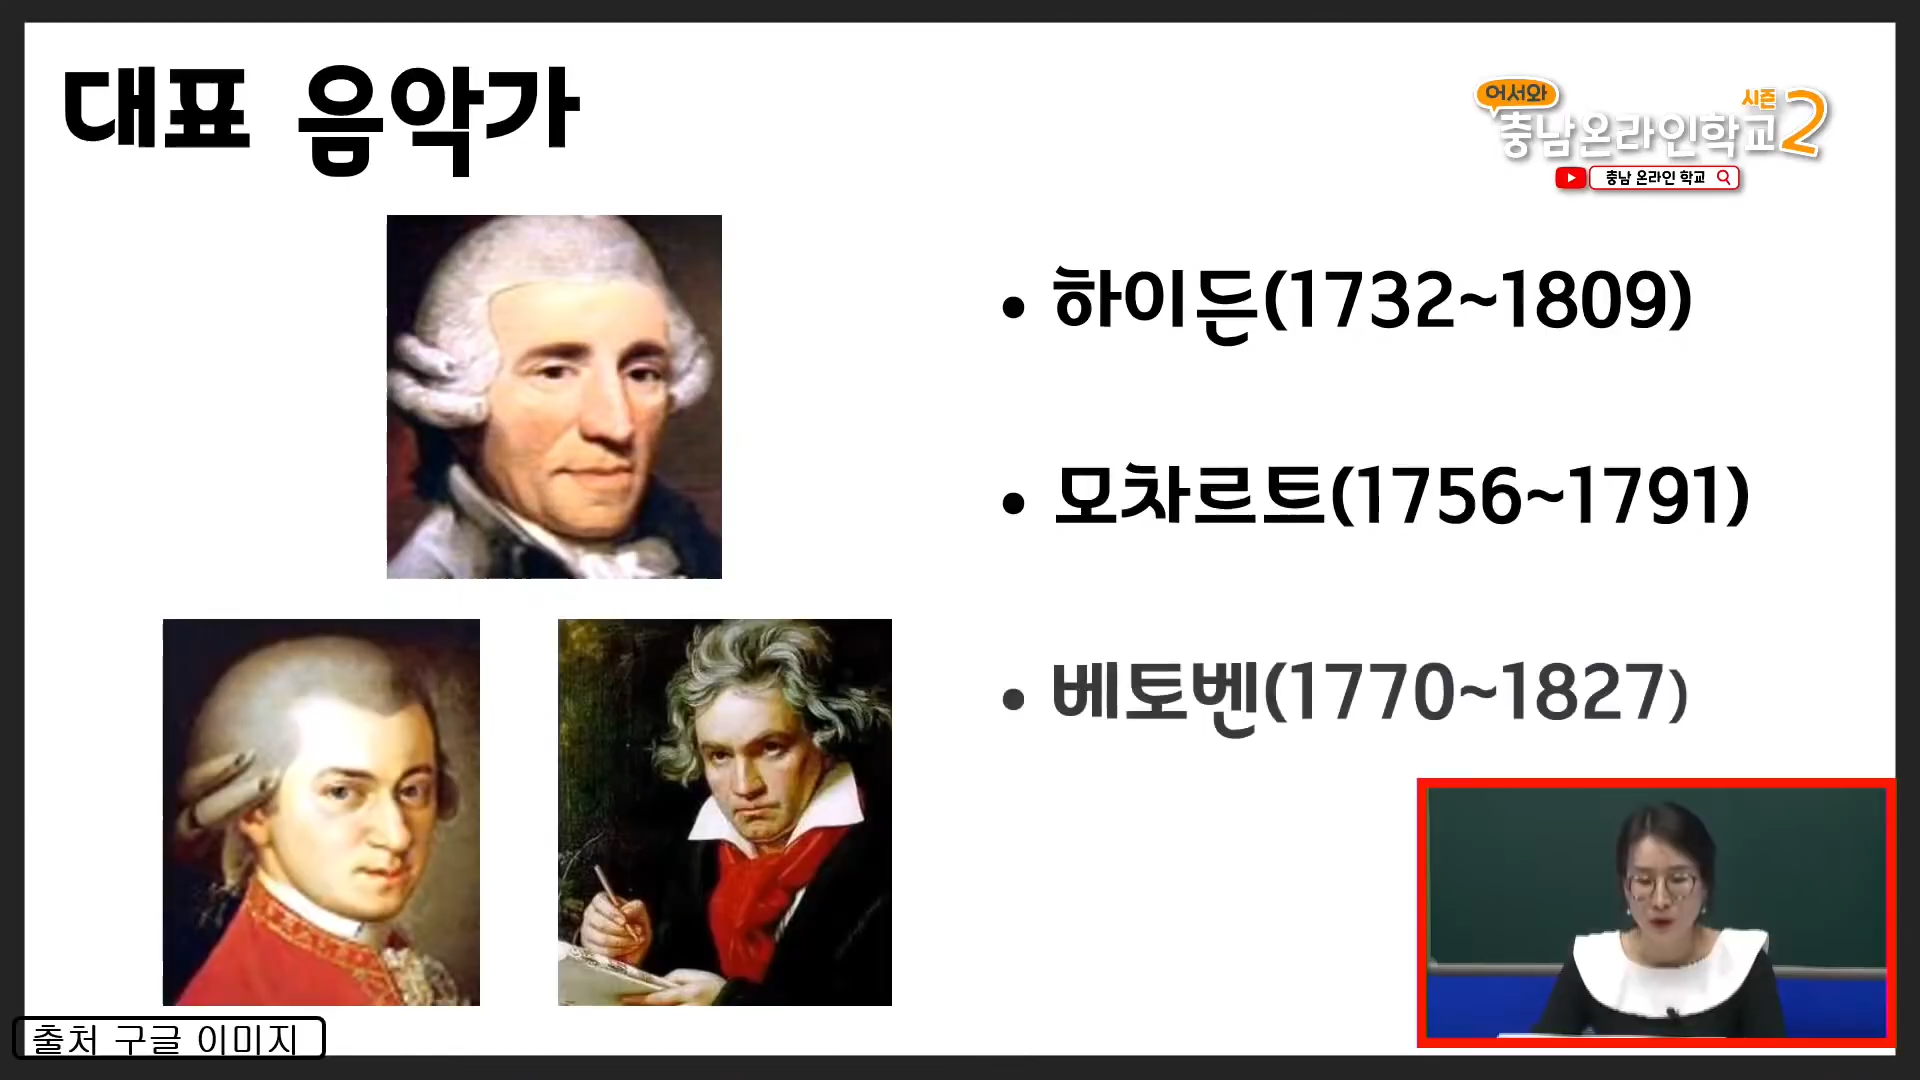 대표 음악가
어서와
시즌
충남온라인학교2
충남 온라인 학교
• 하이든(1732~1809)
• 모차르트(1756~1791)
• 베토벤(1770~1827)
출처 구글 이미지